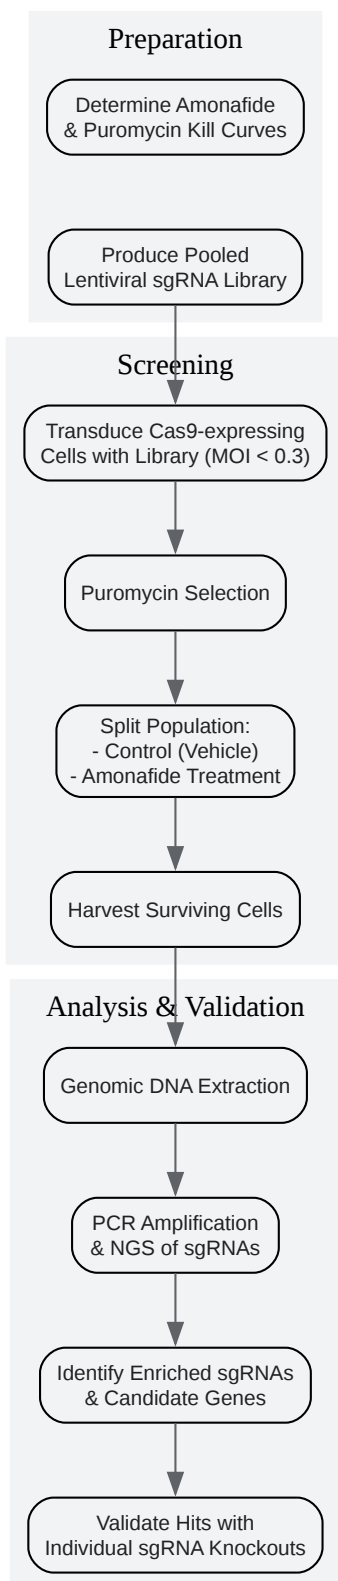 Preparation
Determine Amonafide
& Puromycin Kill Curves
Produce Pooled
Lentiviral sgRNA Library
Screening
Transduce Cas9-expressing
Cells with Library (MOI < 0.3)
Puromycin Selection
Split Population:
- Control (Vehicle)
- Amonafide Treatment
Harvest Surviving Cells
Analysis & Validation
Genomic DNA Extraction
PCR Amplification
& NGS of sgRNAs
Identify Enriched sgRNAs
& Candidate Genes
Validate Hits with
Individual sgRNA Knockouts